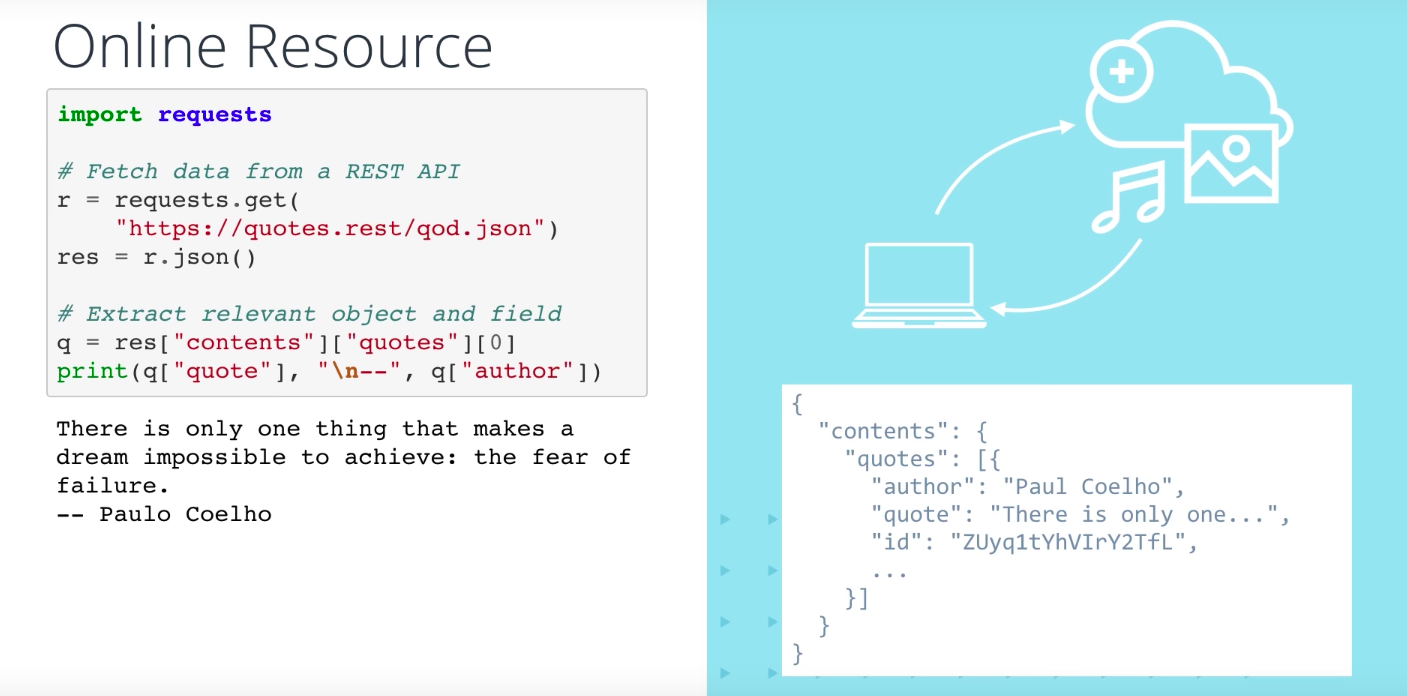 Online Resource
import requests
# Fetch data from a REST API
r = requests.get(
    "https://quotes.rest/qod.json")
res = r.json()
# Extract relevant object and field
q = res["contents"]["quotes"][0]
print(q["quote"], "\n--", q["author"])
There is only one thing that makes a
dream impossible to achieve: the fear of
failure.
-- Paulo Coelho
{
  "contents": {
    "quotes": [{
      "author": "Paul Coelho",
      "quote": "There is only one...",
      "id": "ZUyq1tYhVIrY2TfL",
      ...
    }]
  }
}